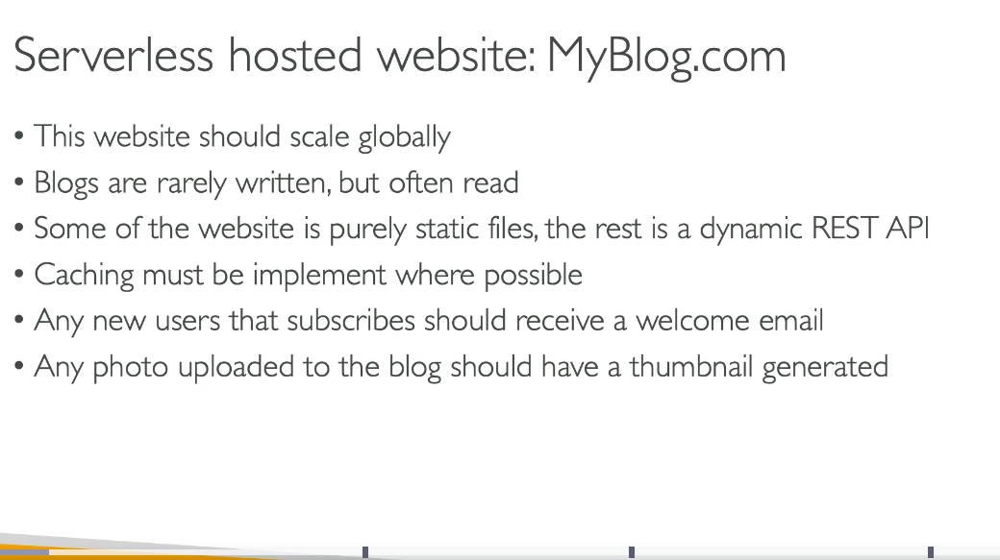 Serverless hosted website: MyBlog.com
• This website should scale globally
• Blogs are rarely written, but often read
• Some of the website is purely static files, the rest is a dynamic REST API
• Caching must be implement where possible
• Any new users that subscribes should receive a welcome email
• Any photo uploaded to the blog should have a thumbnail generated